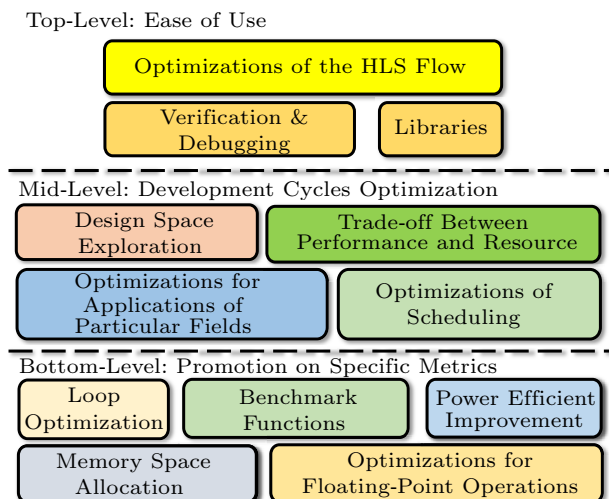 Top-Level: Ease of Use
Optimizations of the HLS Flow
Verification &
Debugging
Libraries
Mid-Level: Development Cycles Optimization
Design Space
Exploration
Trade-off Between
Performance and Resource
Optimizations for
Applications of
Particular Fields
Optimizations of
Scheduling
Bottom-Level: Promotion on Specific Metrics
Loop
Optimization
Benchmark
Functions
Power Efficient
Improvement
Memory Space
Allocation
Optimizations for
Floating-Point Operations